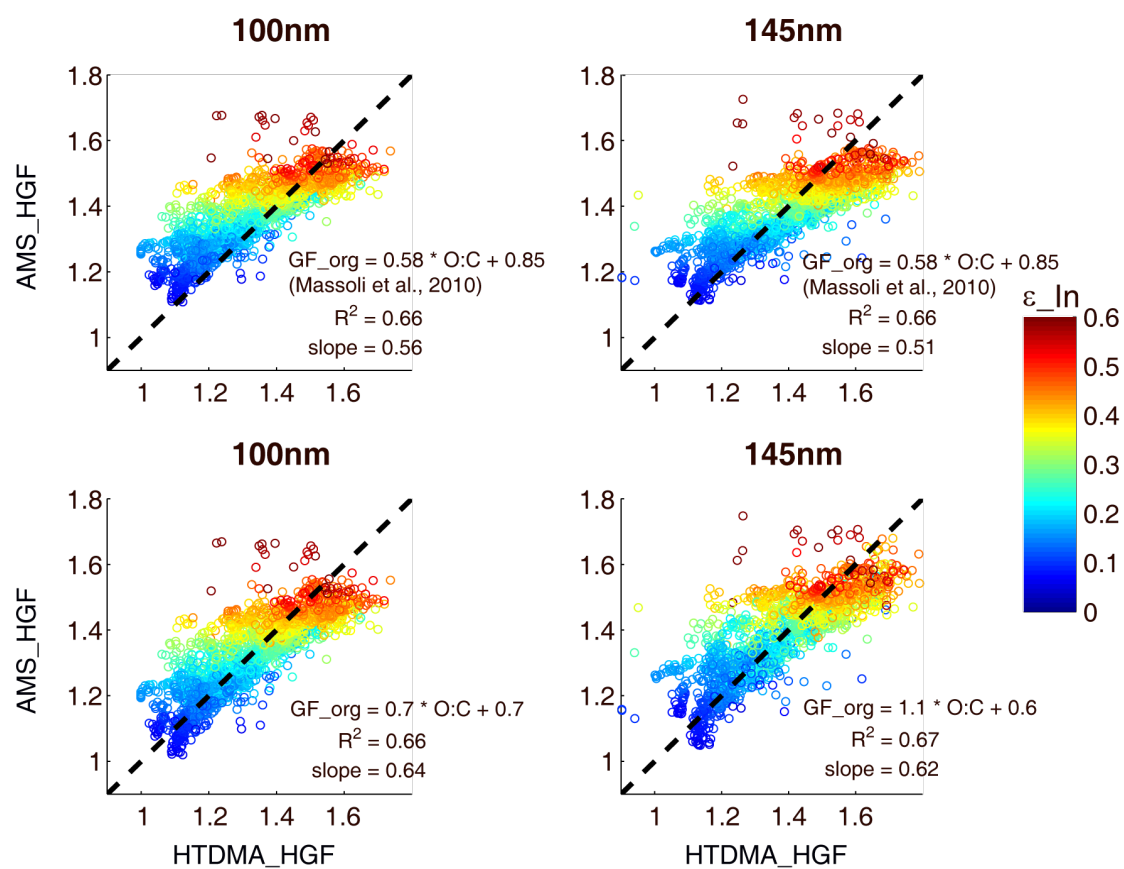 100nm
145nm
1.8
1.6
1.4
1.2
1
AMS_HGF
GF_org = 0.58 * O:C + 0.85
(Massoli et al., 2010)
R² = 0.66
slope = 0.56
1 1.2 1.4 1.6
1.8
1.6
1.4
1.2
1
GF_org = 0.58 * O:C + 0.85
(Massoli et al., 2010)
R² = 0.66
slope = 0.51
1 1.2 1.4 1.6
ε_In
0.6
0.5
0.4
0.3
0.2
0.1
0
100nm
145nm
1.8
1.6
1.4
1.2
1
AMS_HGF
GF_org = 0.7 * O:C + 0.7
R² = 0.66
slope = 0.64
1 1.2 1.4 1.6
HTDMA_HGF
1.8
1.6
1.4
1.2
1
GF_org = 1.1 * O:C + 0.6
R² = 0.67
slope = 0.62
1 1.2 1.4 1.6
HTDMA_HGF